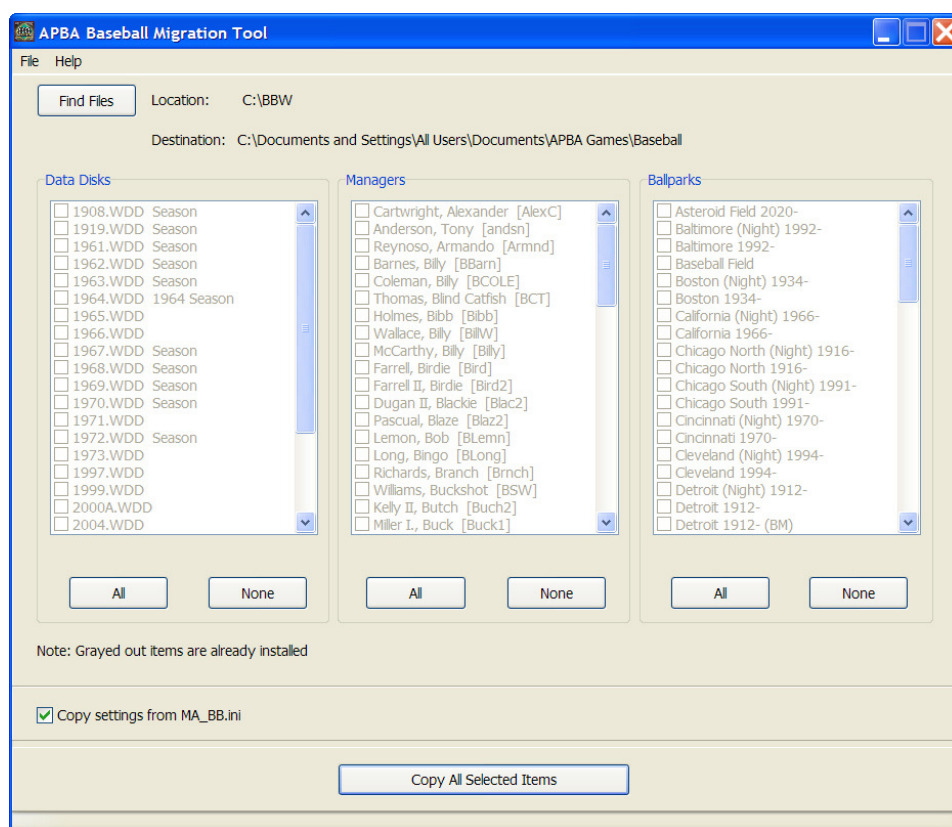 APBA Baseball Migration Tool
File Help
Find Files Location: C:\BBW
Destination: C:\Documents and Settings\All Users\Documents\APBA Games\Baseball
Data Disks
1908.WDD Season
1919.WDD Season
1961.WDD Season
1962.WDD Season
1963.WDD Season
1964.WDD 1964 Season
1965.WDD
1966.WDD
1967.WDD Season
1968.WDD Season
1969.WDD Season
1970.WDD Season
1971.WDD
1972.WDD Season
1973.WDD
1997.WDD
1999.WDD
2000A.WDD
2004.WDD
All None
Managers
Cartwright, Alexander [AlexC]
Anderson, Tony [andsn]
Reynoso, Armando [Armnd]
Barnes, Billy [BBarn]
Coleman, Billy [BCOLE]
Thomas, Blind Catfish [BCT]
Holmes, Bibb [Bibb]
Wallace, Billy [BillW]
McCarthy, Billy [Billy]
Farrell, Birdie [Bird]
Farrell II, Birdie [Bird2]
Dugan II, Blackie [Blac2]
Pascual, Blaze [Blaz2]
Lemon, Bob [BLemn]
Long, Bingo [BLong]
Richards, Branch [Brnch]
Williams, Buckshot [BSW]
Kelly II, Butch [Buch2]
Miller I., Buck [Buck1]
All None
Ballparks
Asteroid Field 2020-
Baltimore (Night) 1992-
Baltimore 1992-
Baseball Field
Boston (Night) 1934-
Boston 1934-
California (Night) 1966-
California 1966-
Chicago North (Night) 1916-
Chicago North 1916-
Chicago South (Night) 1991-
Chicago South 1991-
Cincinnati (Night) 1970-
Cincinnati 1970-
Cleveland (Night) 1994-
Cleveland 1994-
Detroit (Night) 1912-
Detroit 1912-
Detroit 1912- (BM)
All None
Note: Grayed out items are already installed
Copy settings from MA_BB.ini
Copy All Selected Items